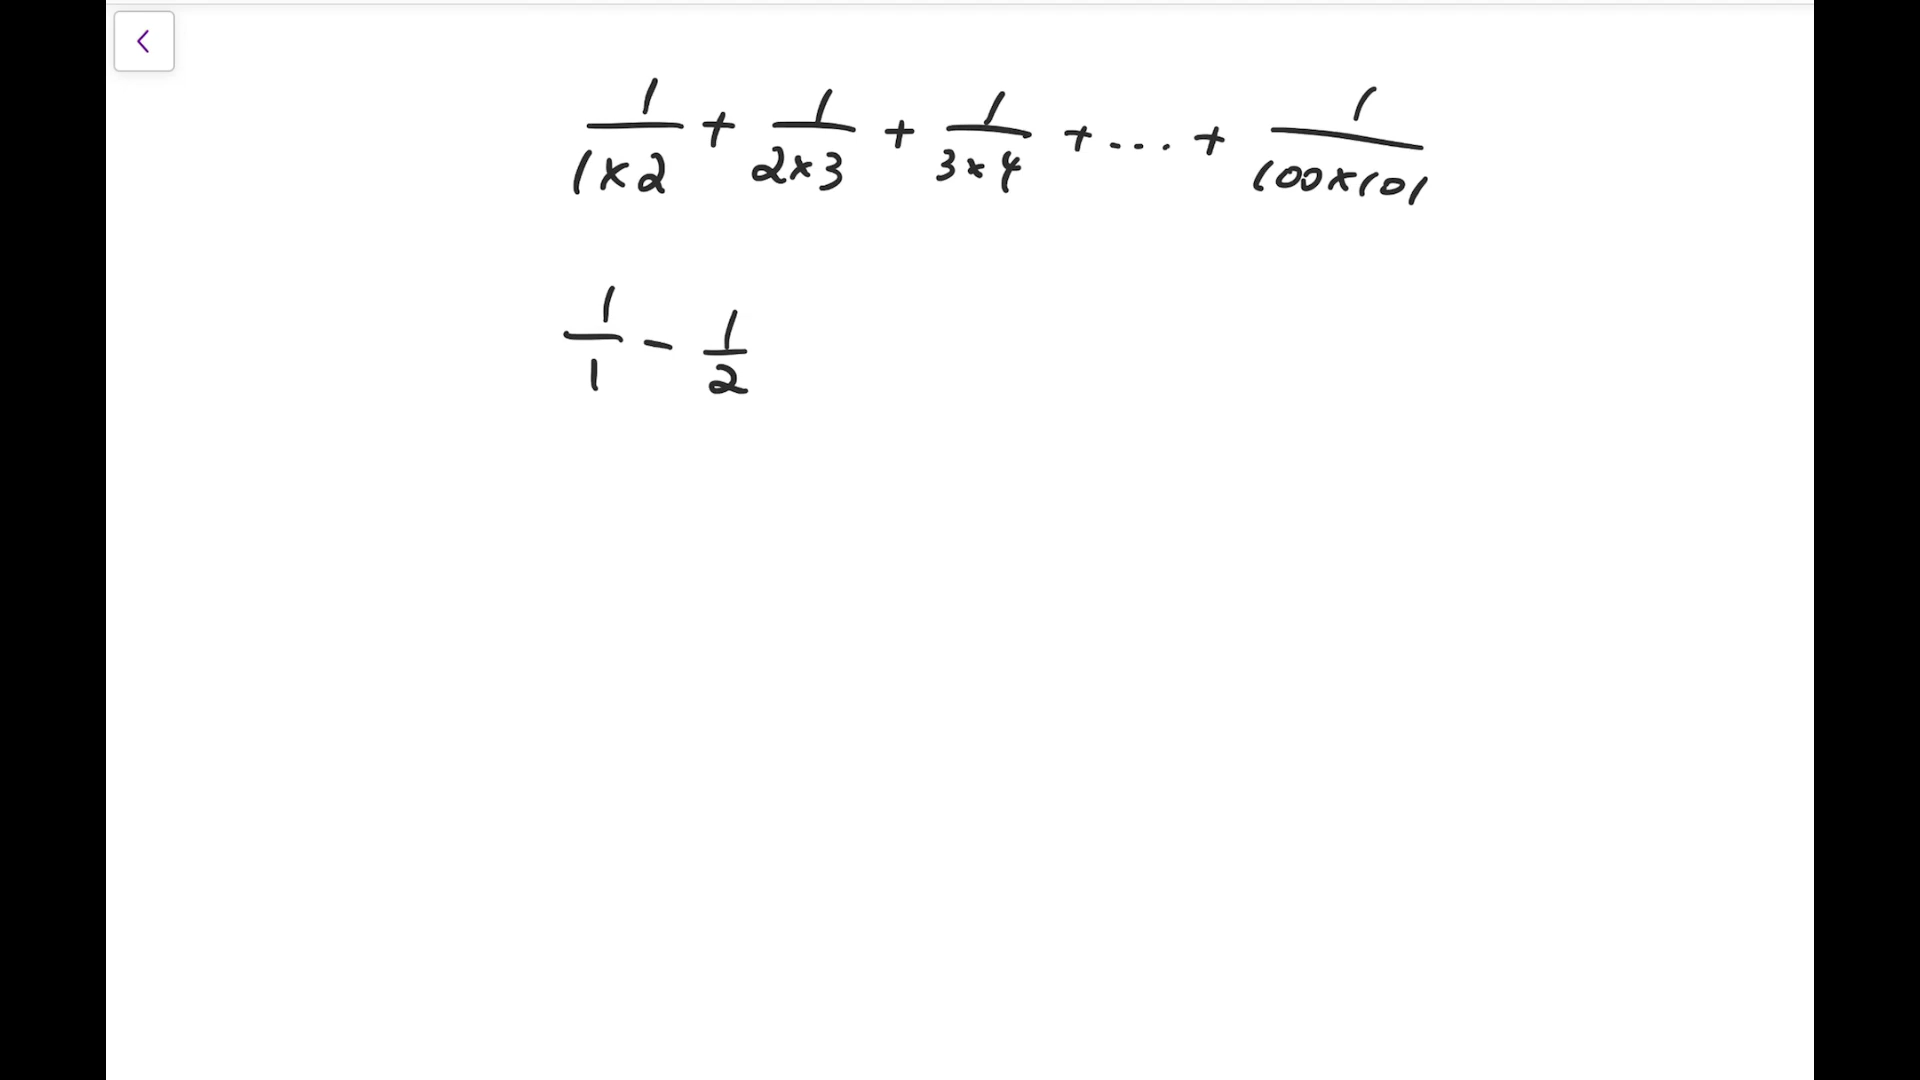 1/(1×2) + 1/(2×3) + 1/(3×4) + ... + 1/(100×101)
1/1 - 1/2